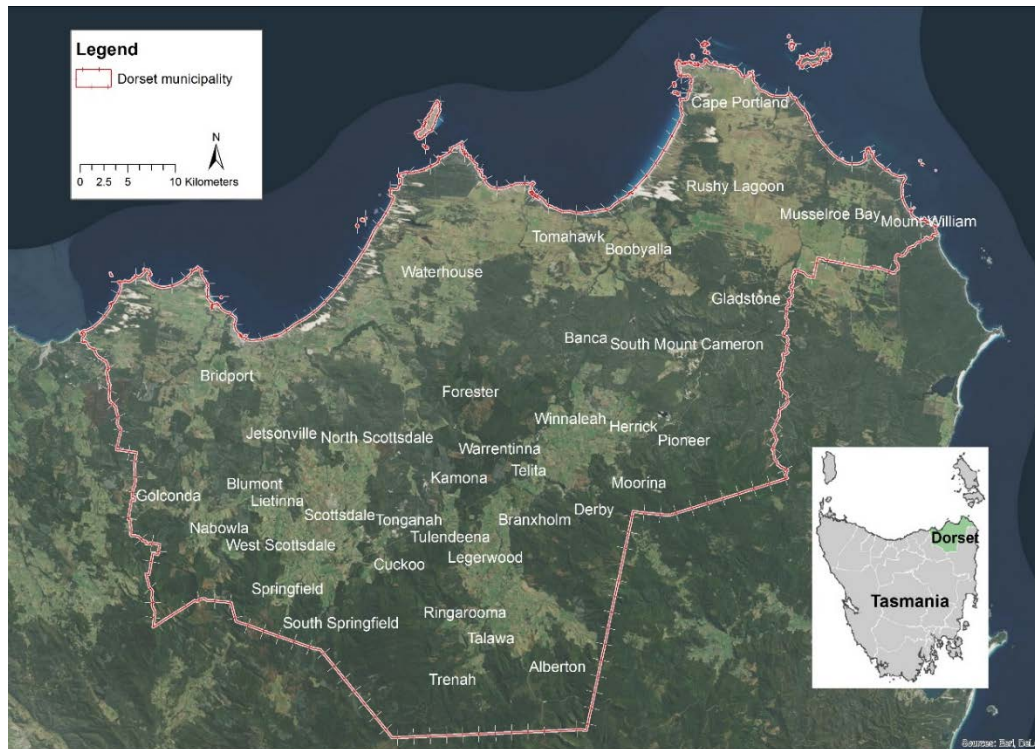 Legend
Dorset municipality
N
0 2.5 5 10 Kilometers
Cape Portland
Rushy Lagoon
Musselroe Bay
Mount William
Tomahawk
Boobyalla
Waterhouse
Gladstone
Banca
South Mount Cameron
Bridport
Forester
Winnaleah
Herrick
Jetsonville
North Scottsdale
Pioneer
Warrentinna
Telita
Kamona
Moorina
Blumont
Golconda
Lietinna
Derby
Scottsdale
Tonganah
Branxholm
Nabowla
Tulendeena
West Scottsdale
Legerwood
Cuckoo
Springfield
Ringarooma
South Springfield
Talawa
Alberton
Trenah
Dorset
Tasmania
Sources: Esri,